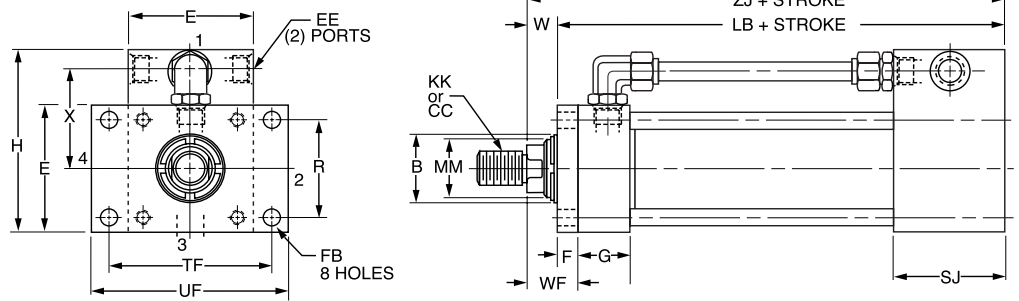 E
EE
(2) PORTS
1
H
X
E
4
2
R
3
FB
8 HOLES
TF
UF
ZJ + STROKE
W
LB + STROKE
KK
or
CC
B
MM
F
G
WF
SJ